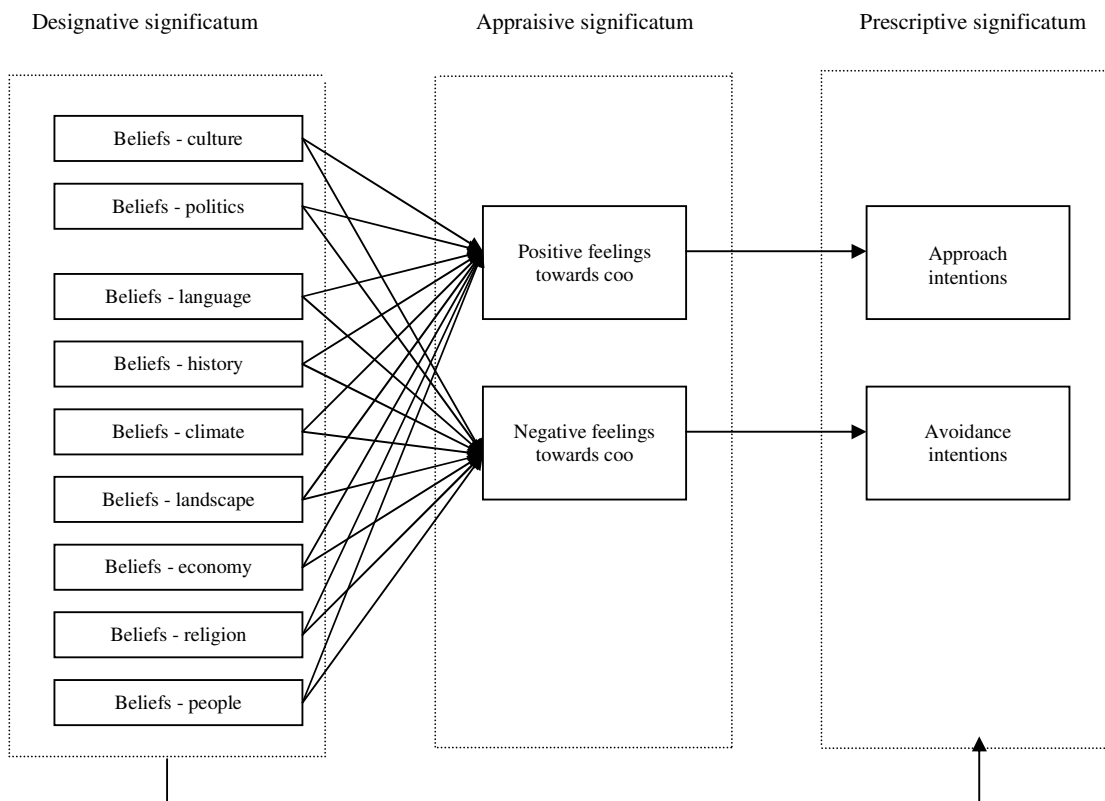 Designative significatum
Appraisive significatum
Prescriptive significatum
Beliefs - culture
Beliefs - politics
Beliefs - language
Beliefs - history
Beliefs - climate
Beliefs - landscape
Beliefs - economy
Beliefs - religion
Beliefs - people
Positive feelings
towards coo
Negative feelings
towards coo
Approach
intentions
Avoidance
intentions